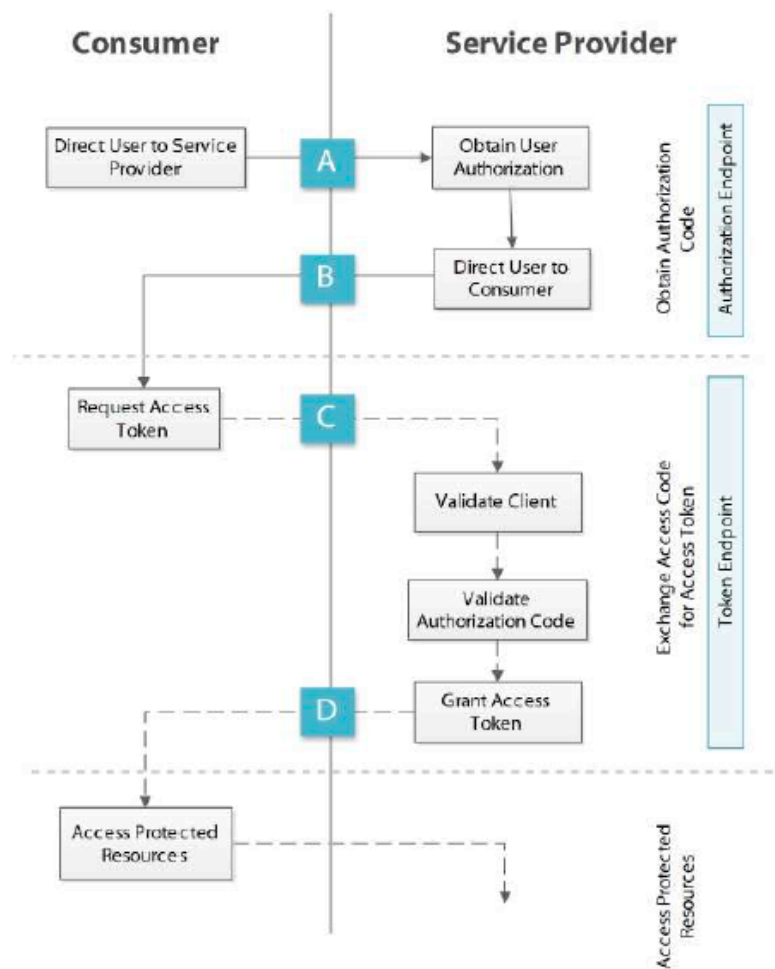 Consumer
Service Provider
Direct User to Service
Provider
A
Obtain User
Authorization
B
Direct User to
Consumer
Obtain Authorization
Code
Authorization Endpoint
Request Access
Token
C
Validate Client
Validate
Authorization Code
D
Grant Access
Token
Exchange Access Code
for Access Token
Token Endpoint
Access Protected
Resources
Access Protected
Resources